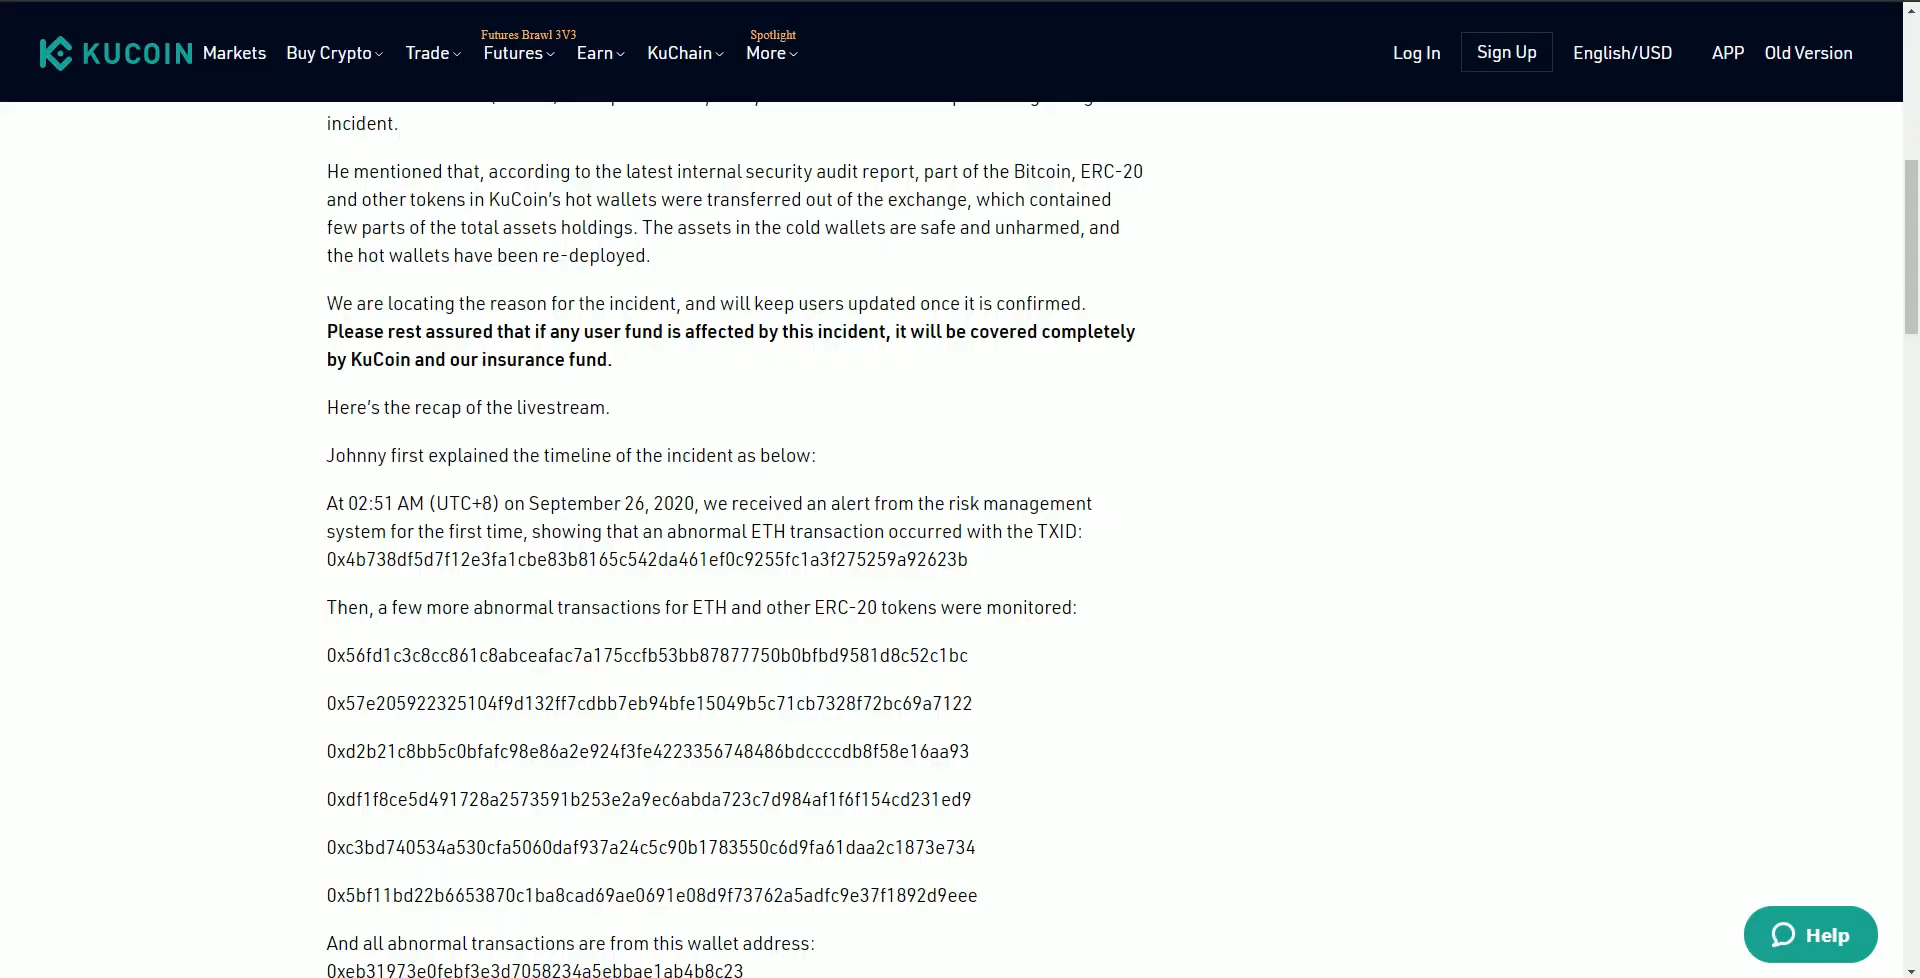 Futures Brawl 3V3
Spotlight
KUCOIN Markets Buy Crypto Trade Futures Earn KuChain More Log In Sign Up English/USD APP Old Version
incident.
He mentioned that, according to the latest internal security audit report, part of the Bitcoin, ERC-20
and other tokens in KuCoin's hot wallets were transferred out of the exchange, which contained
few parts of the total assets holdings. The assets in the cold wallets are safe and unharmed, and
the hot wallets have been re-deployed.
We are locating the reason for the incident, and will keep users updated once it is confirmed.
Please rest assured that if any user fund is affected by this incident, it will be covered completely
by KuCoin and our insurance fund.
Here's the recap of the livestream.
Johnny first explained the timeline of the incident as below:
At 02:51 AM (UTC+8) on September 26, 2020, we received an alert from the risk management
system for the first time, showing that an abnormal ETH transaction occurred with the TXID:
0x4b738df5d7f12e3fa1cbe83b8165c542da461ef0c9255fc1a3f275259a92623b
Then, a few more abnormal transactions for ETH and other ERC-20 tokens were monitored:
0x56fd1c3c8cc861c8abceafac7a175ccfb53bb87877750b0bfbd9581d8c52c1bc
0x57e205922325104f9d132ff7cdbb7eb94bfe15049b5c71cb7328f72bc69a7122
0xd2b21c8bb5c0bfafc98e86a2e924f3fe4223356748486bdccccdb8f58e16aa93
0xdf1f8ce5d491728a2573591b253e2a9ec6abda723c7d984af1f6f154cd231ed9
0xc3bd740534a530cfa5060daf937a24c5c90b1783550c6d9fa61daa2c1873e734
0x5bf11bd22b6653870c1ba8cad69ae0691e08d9f73762a5adfc9e37f1892d9eee
And all abnormal transactions are from this wallet address:
0xeb31973e0febf3e3d7058234a5ebbae1ab4b8c23
Help